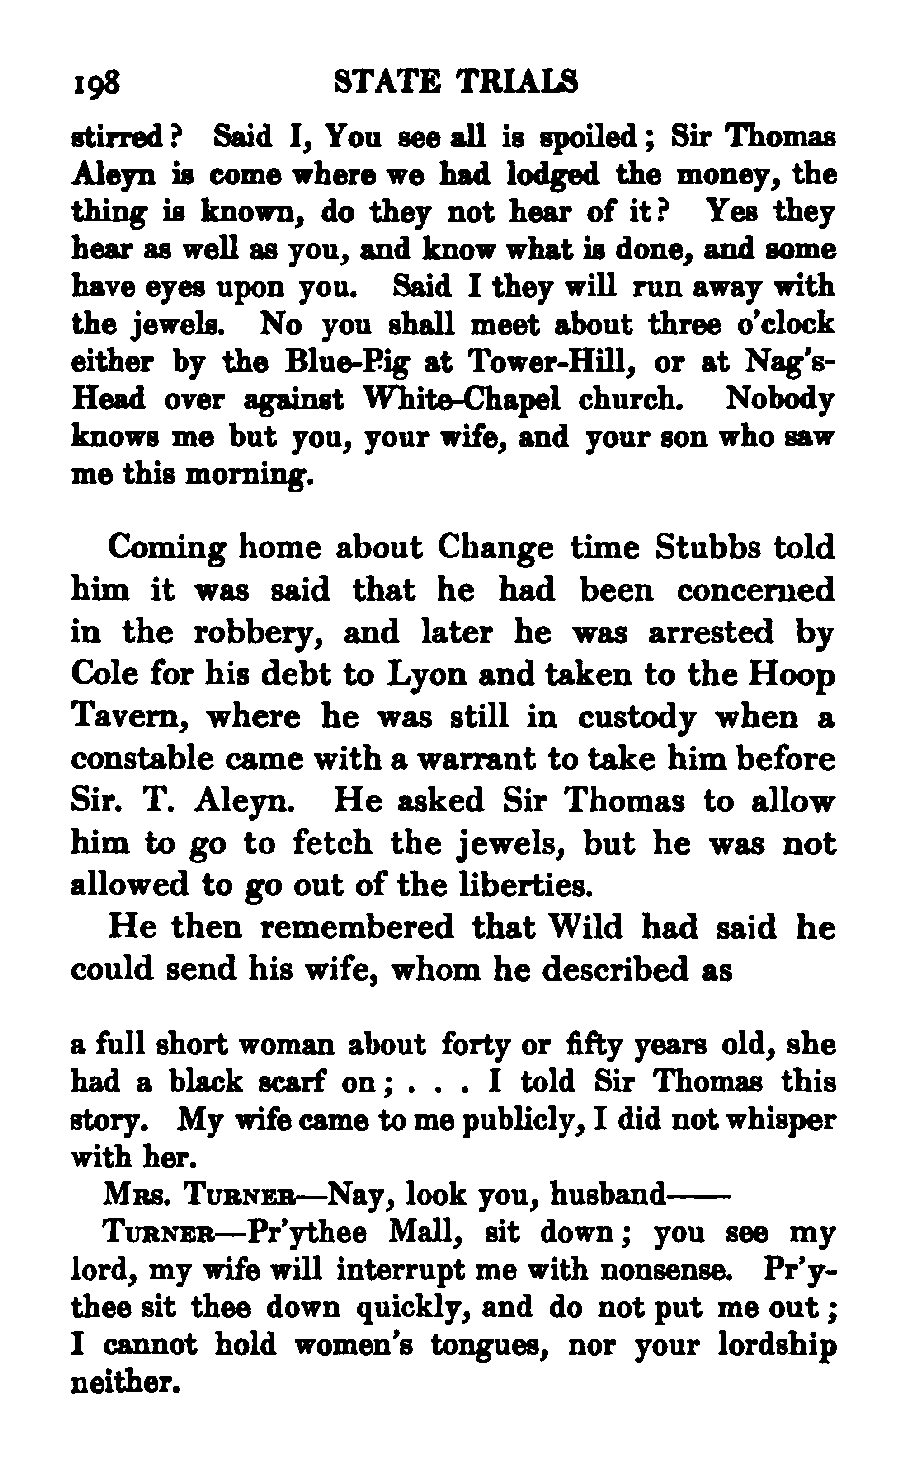 198 STATE TRIALS
stirred? Said I, You see all is spoiled; Sir Thomas
Aleyn is come where we had lodged the money, the
thing is known, do they not hear of it? Yes they
hear as well as you, and know what is done, and some
have eyes upon you. Said I they will run away with
the jewels. No you shall meet about three o'clock
either by the Blue-Pig at Tower-Hill, or at Nag's-
Head over against White-Chapel church. Nobody
knows me but you, your wife, and your son who saw
me this morning.
Coming home about Change time Stubbs told
him it was said that he had been concerned
in the robbery, and later he was arrested by
Cole for his debt to Lyon and taken to the Hoop
Tavern, where he was still in custody when a
constable came with a warrant to take him before
Sir. T. Aleyn. He asked Sir Thomas to allow
him to go to fetch the jewels, but he was not
allowed to go out of the liberties.
He then remembered that Wild had said he
could send his wife, whom he described as
a full short woman about forty or fifty years old, she
had a black scarf on; . . . I told Sir Thomas this
story. My wife came to me publicly, I did not whisper
with her.
MRS. TURNER—Nay, look you, husband——
TURNER—Pr'ythee Mall, sit down; you see my
lord, my wife will interrupt me with nonsense. Pr'y-
thee sit thee down quickly, and do not put me out;
I cannot hold women's tongues, nor your lordship
neither.